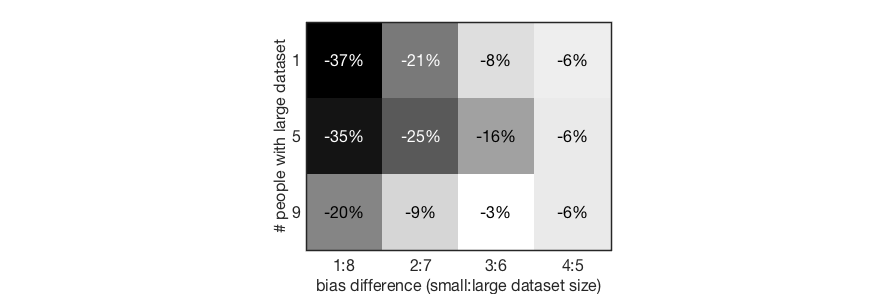 # people with large dataset
1 -37% -21% -8% -6%
5 -35% -25% -16% -6%
9 -20% -9% -3% -6%
1:8 2:7 3:6 4:5
bias difference (small:large dataset size)